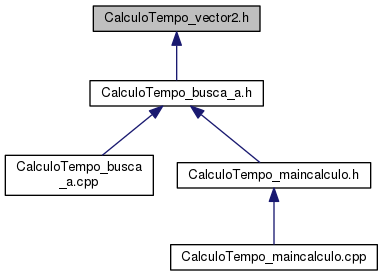 CalculoTempo_vector2.h
CalculoTempo_busca_a.h
CalculoTempo_busca
_a.cpp
CalculoTempo_maincalculo.h
CalculoTempo_maincalculo.cpp